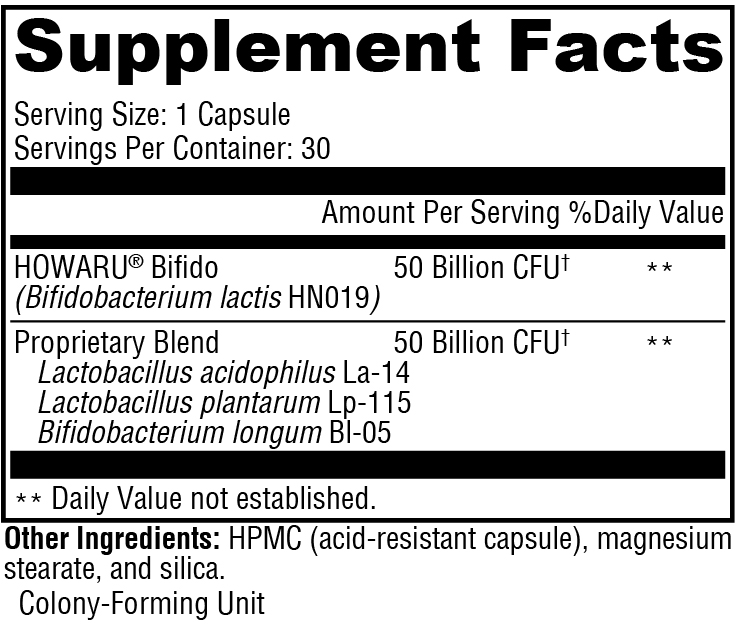 Supplement Facts
Serving Size: 1 Capsule
Servings Per Container: 30
Amount Per Serving %Daily Value
HOWARU® Bifido 50 Billion CFU† **
(Bifidobacterium lactis HN019)
Proprietary Blend 50 Billion CFU† **
Lactobacillus acidophilus La-14
Lactobacillus plantarum Lp-115
Bifidobacterium longum Bl-05
** Daily Value not established.
Other Ingredients: HPMC (acid-resistant capsule), magnesium
stearate, and silica.
Colony-Forming Unit